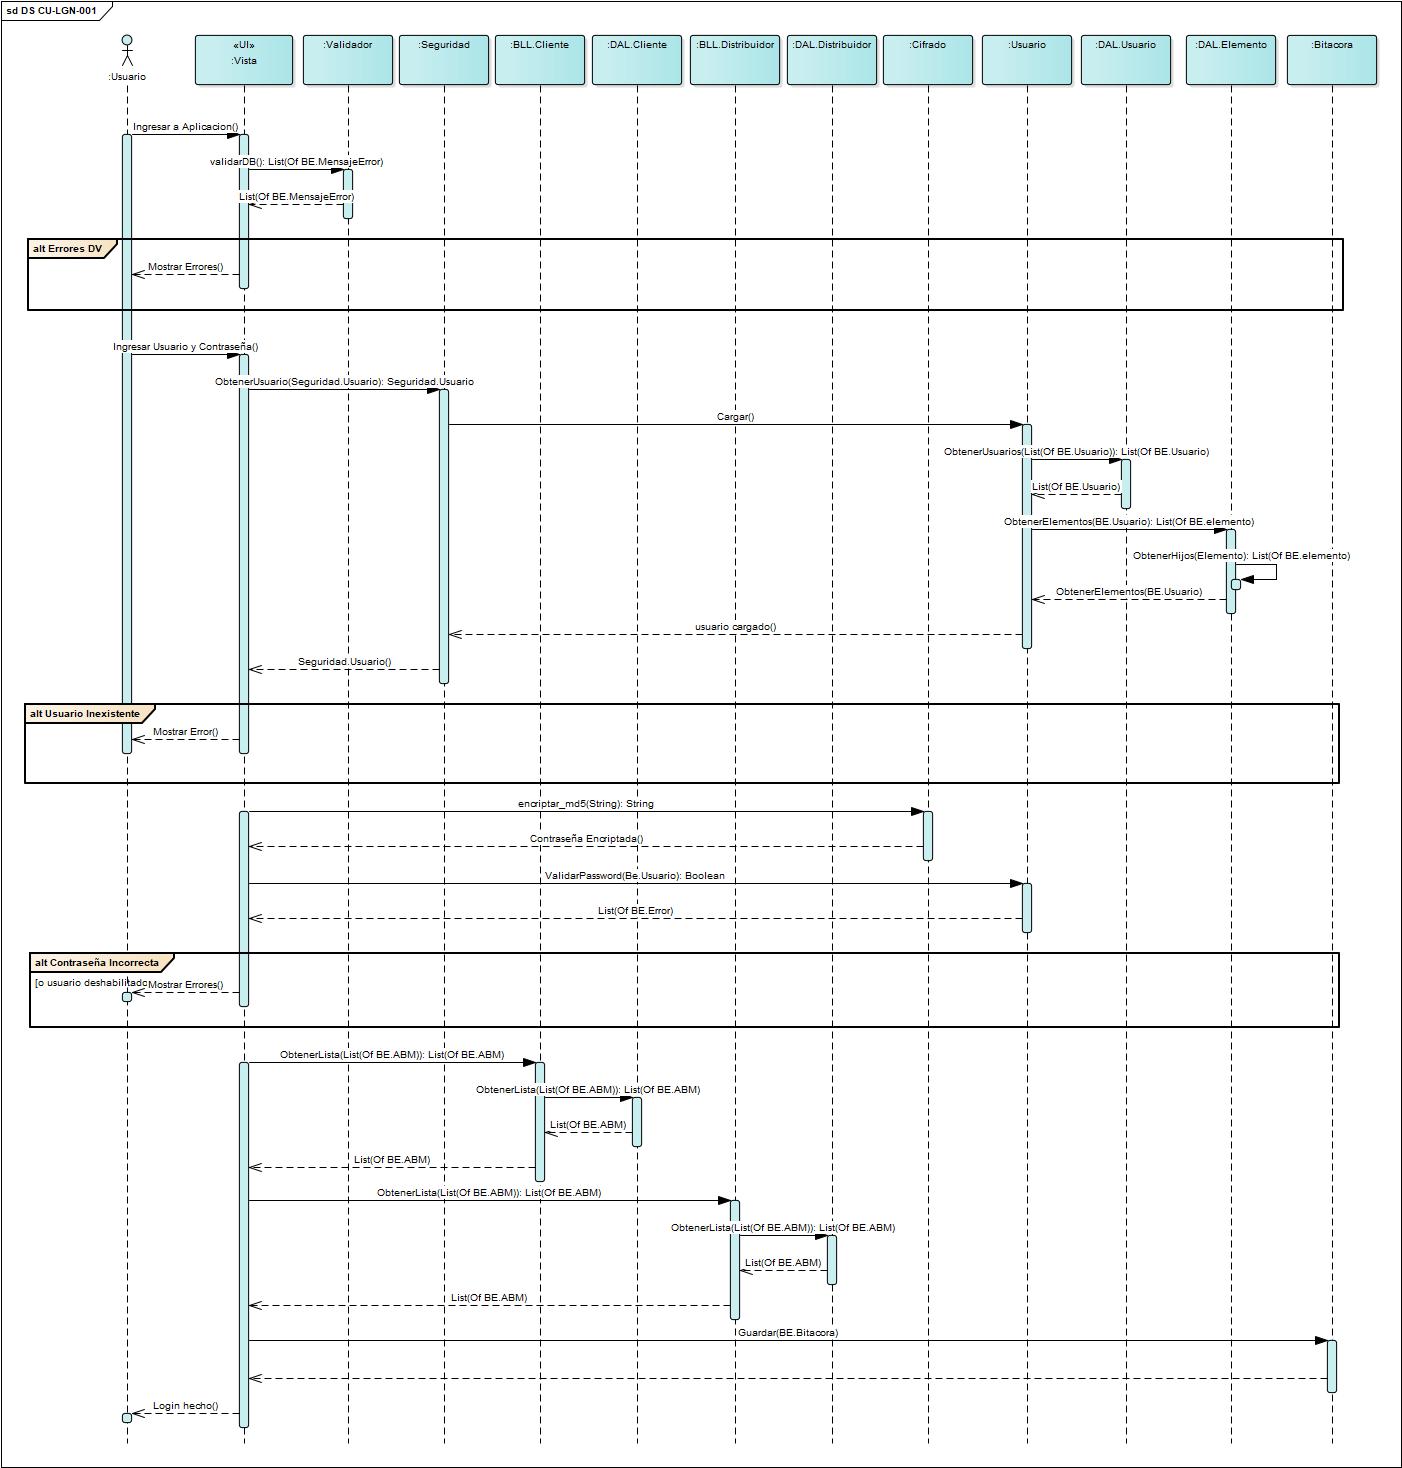 sd DS CU-LGN-001
:Usuario
«UI»
:Vista
:Validador
:Seguridad
:BLL.Cliente
:DAL.Cliente
:BLL.Distribuidor
:DAL.Distribuidor
:Cifrado
:Usuario
:DAL.Usuario
:DAL.Elemento
:Bitacora
Ingresar a Aplicacion()
validarDB(): List(Of BE.MensajeError)
List(Of BE.MensajeError)
alt Errores DV
Mostrar Errores()
Ingresar Usuario y Contraseña()
ObtenerUsuario(Seguridad.Usuario): Seguridad.Usuario
Cargar()
ObtenerUsuarios(List(Of BE.Usuario)): List(Of BE.Usuario)
List(Of BE.Usuario)
ObtenerElementos(BE.Usuario): List(Of BE.elemento)
ObtenerHijos(Elemento): List(Of BE.elemento)
ObtenerElementos(BE.Usuario)
usuario cargado()
Seguridad.Usuario()
alt Usuario Inexistente
Mostrar Error()
encriptar_md5(String): String
Contraseña Encriptada()
ValidarPassword(Be.Usuario): Boolean
List(Of BE.Error)
alt Contraseña Incorrecta
[o usuario deshabilitado
Mostrar Errores()
ObtenerLista(List(Of BE.ABM)): List(Of BE.ABM)
ObtenerLista(List(Of BE.ABM)): List(Of BE.ABM)
List(Of BE.ABM)
List(Of BE.ABM)
ObtenerLista(List(Of BE.ABM)): List(Of BE.ABM)
ObtenerLista(List(Of BE.ABM)): List(Of BE.ABM)
List(Of BE.ABM)
List(Of BE.ABM)
Guardar(BE.Bitacora)
Login hecho()